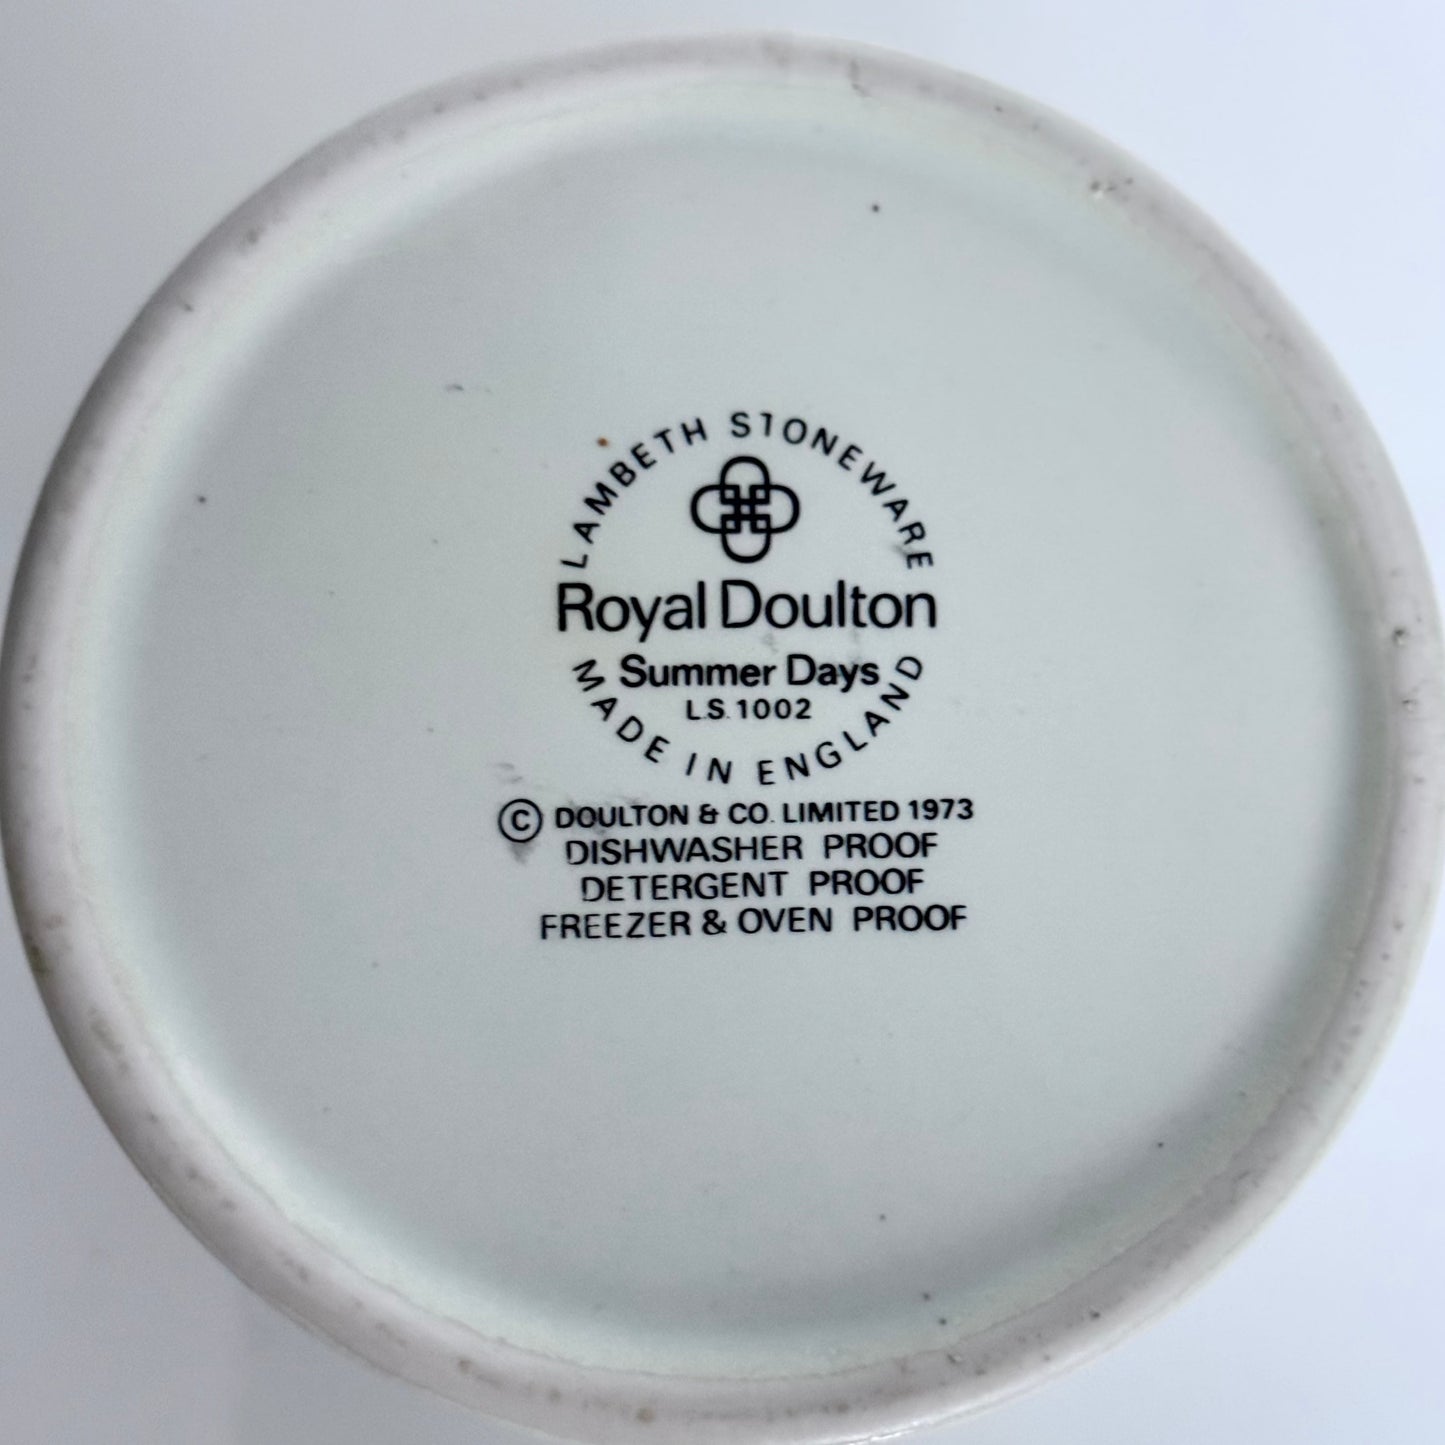 LAMBETH STONEWARE
Royal Doulton
Summer Days
L.S. 1002
MADE IN ENGLAND
© DOULTON & CO. LIMITED 1973
DISHWASHER PROOF
DETERGENT PROOF
FREEZER & OVEN PROOF